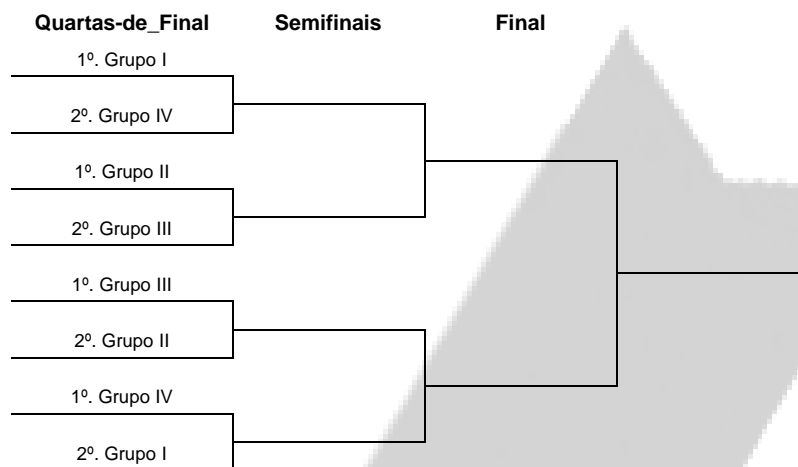 Quartas-de_Final Semifinais Final
1º. Grupo I
2º. Grupo IV
1º. Grupo II
2º. Grupo III
1º. Grupo III
2º. Grupo II
1º. Grupo IV
2º. Grupo I